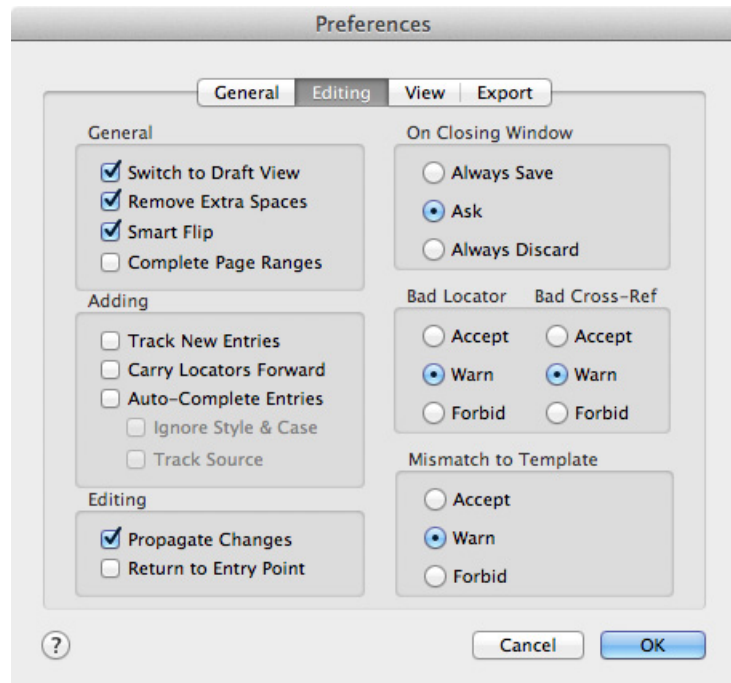 Preferences
General Editing View Export
General
Switch to Draft View
Remove Extra Spaces
Smart Flip
Complete Page Ranges
Adding
Track New Entries
Carry Locators Forward
Auto-Complete Entries
Ignore Style & Case
Track Source
Editing
Propagate Changes
Return to Entry Point
On Closing Window
Always Save
Ask
Always Discard
Bad Locator Bad Cross-Ref
Accept Accept
Warn Warn
Forbid Forbid
Mismatch to Template
Accept
Warn
Forbid
? Cancel OK